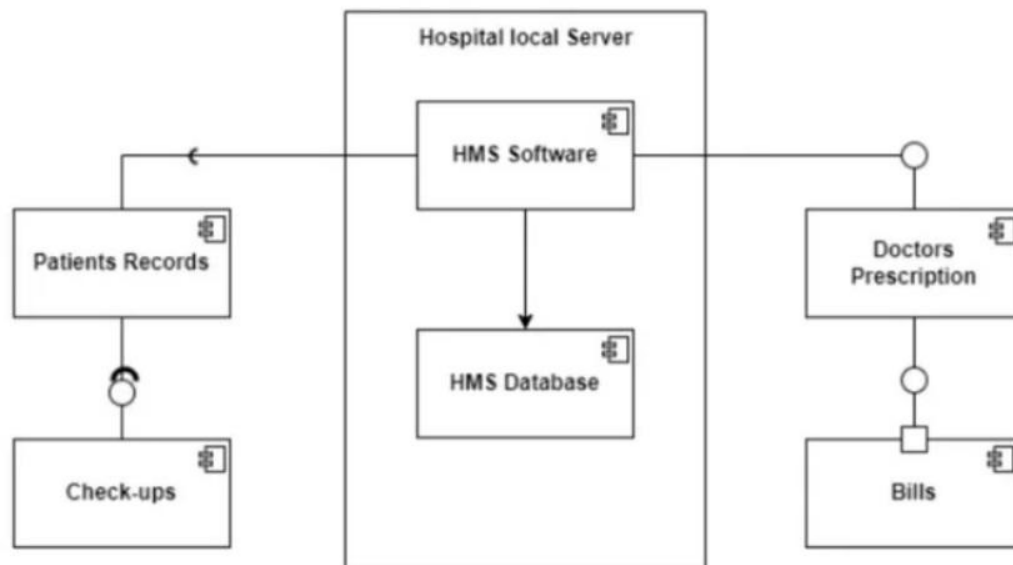 Hospital local Server
HMS Software
Patients Records
Doctors
Prescription
HMS Database
Check-ups
Bills